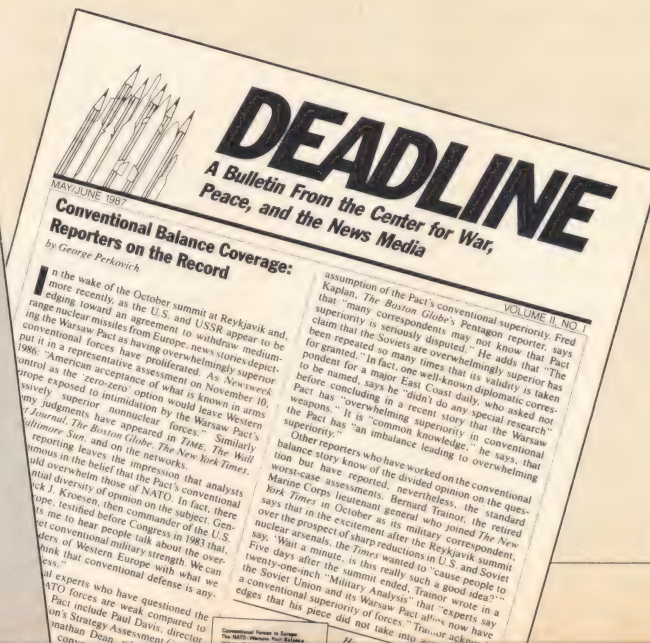 DEADLINE
A Bulletin From the Center for War,
Peace, and the News Media
MAY/JUNE 1987
VOLUME II, NO. 1
Conventional Balance Coverage:
Reporters on the Record
by George Perkovich
In the wake of the October summit at Reykjavik and,
more recently, as the U.S. and USSR appear to be
edging toward an agreement to withdraw medium-
range nuclear missiles from Europe, news stories depict-
ing the Warsaw Pact as having overwhelmingly superior
conventional forces have proliferated. As Newsweek
put it in a representative assessment on November 10,
1986: "American acceptance of what is known in arms
control as the 'zero-zero' option would leave Western
Europe exposed to intimidation by the Warsaw Pact's
superior, nonnuclear forces." Similarly
judgments have appeared in TIME, The Wall
Journal, The Boston Globe, The New York Times,
Sun, and on the networks.
reporting leaves the impression that analysts
in the belief that the Pact's conventional
overwhelm those of NATO. In fact, there
diversity of opinion on the subject. Gen-
J. Kroesen, then commander of the U.S.
testified before Congress in 1983 that,
me to hear people talk about the over-
conventional military strength. We can
of Western Europe with what we
think that conventional defense is any-
experts who have questioned the
forces are weak compared to
Pact include Paul Davis, director
Strategy Assessment
Dean
assumption of the Pact's conventional superiority. Fred
Kaplan, The Boston Globe's Pentagon reporter, says
that "many correspondents may not know that Pact
superiority is seriously disputed." He adds that "The
claim that the Soviets are overwhelmingly superior has
been repeated so many times that its validity is taken
for granted." In fact, one well-known diplomatic corres-
pondent for a major East Coast daily, who asked not
to be named, says he "didn't do any special research"
before concluding in a recent story that the Warsaw
Pact has "overwhelming superiority in conventional
weapons." It is "common knowledge," he says, that
the Pact has "an imbalance leading to overwhelming
superiority."
Other reporters who have worked on the conventional
balance story know of the divided opinion on the ques-
tion but have reported, nevertheless, the standard
worst-case assessments. Bernard Trainor, the retired
Marine Corps lieutenant general who joined The New
York Times in October as its military correspondent,
says that in the excitement after the Reykjavik summit
over the prospect of sharp reductions in U.S. and Soviet
nuclear arsenals, the Times wanted to "cause people to
say, 'Wait a minute, is this really such a good idea?'"
Five days after the summit ended, Trainor wrote in a
twenty-one-inch "Military Analysis" that "experts say
the Soviet Union and its Warsaw Pact allies now have
a conventional superiority of forces." Trainor acknowl-
edges that his piece did not take into
Conventional Forces in Europe
The NATO-Warsaw Pact Balance